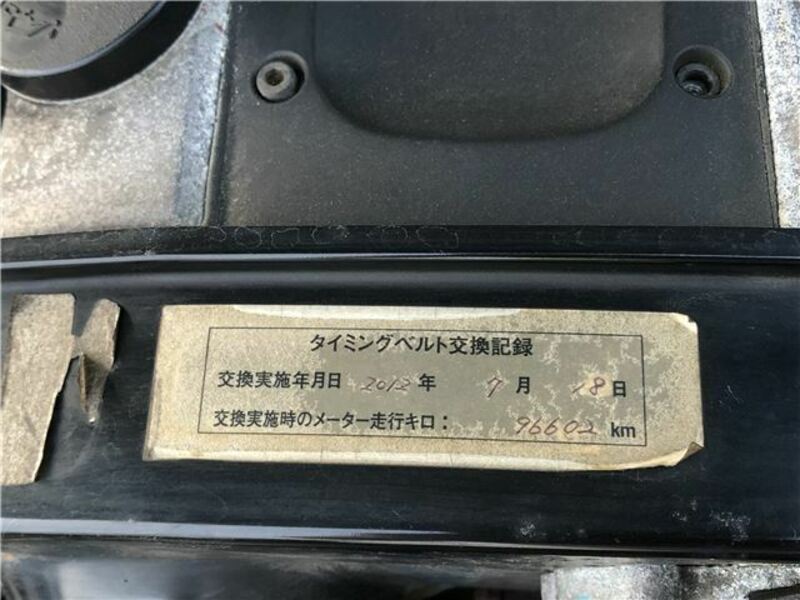 タイミングベルト交換記録
交換実施年月日 2012 年 9 月 18 日
交換実施時のメーター走行キロ： 96602 km